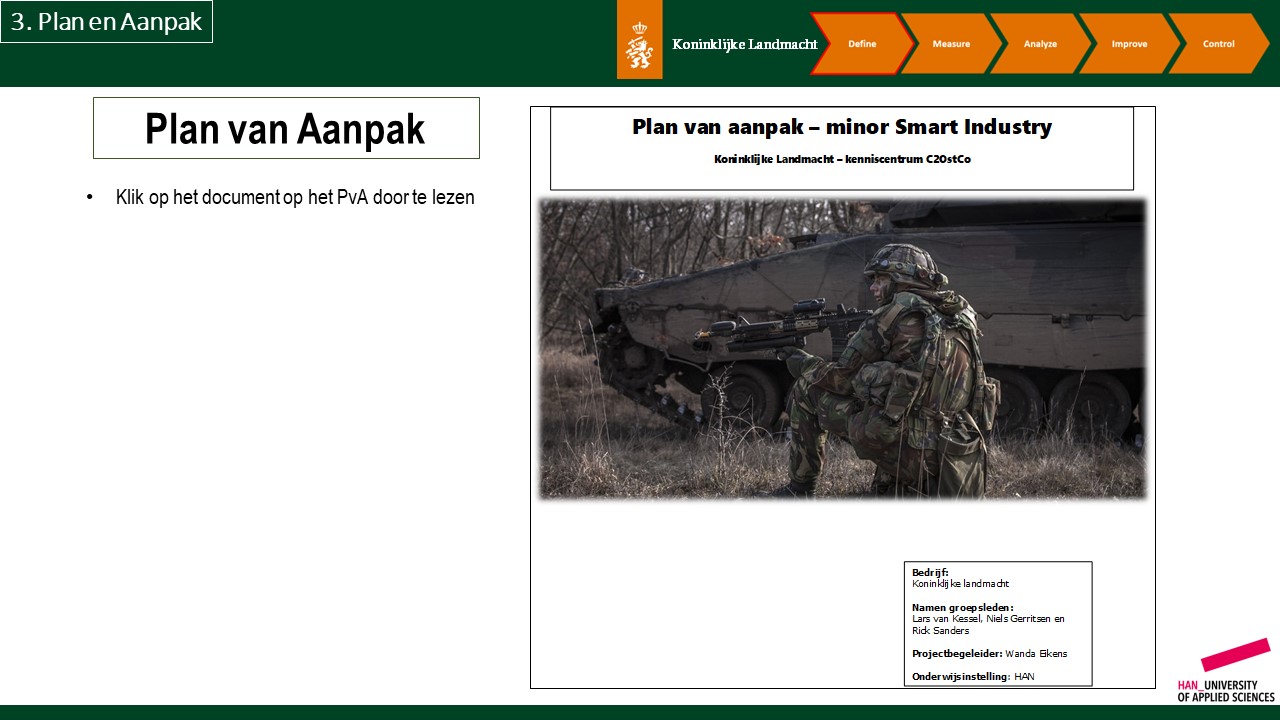 3. Plan en Aanpak
Koninklijke Landmacht
Define
Measure
Analyze
Improve
Control
Plan van Aanpak
• Klik op het document op het PvA door te lezen
Plan van aanpak – minor Smart Industry
Koninklijke Landmacht – kenniscentrum C2OstCo
Bedrijf:
Koninklijke landmacht
Namen groepsleden:
Lars van Kessel, Niels Gerritsen en
Rick Sanders
Projectbegeleider: Wanda Eikens
Onderwijsinstelling: HAN
HAN_UNIVERSITY
OF APPLIED SCIENCES